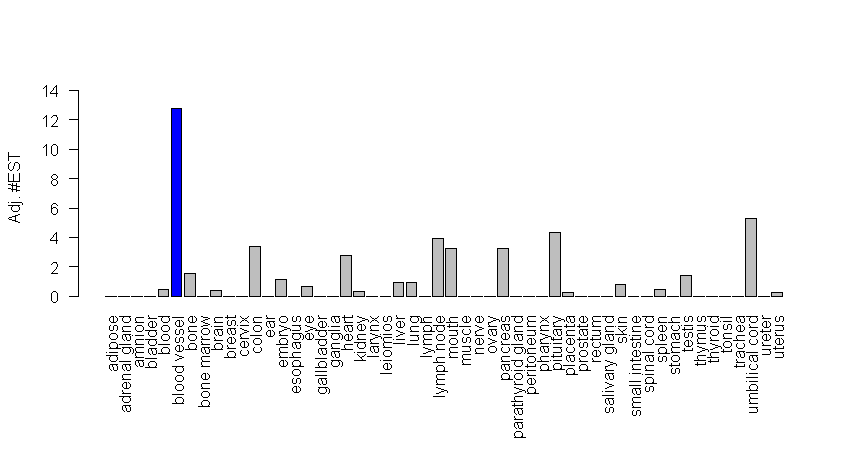 14
12
10
8
6
4
2
0
Adj. #EST
adipose
adrenal gland
amnion
bladder
blood
blood vessel
bone
bone marrow
brain
breast
cervix
colon
ear
embryo
esophagus
eye
gallbladder
ganglia
heart
kidney
larynx
leiomios
liver
lung
lymph
lymph node
mouth
muscle
nerve
ovary
pancreas
parathyroid gland
peritoneum
pharynx
pituitary
placenta
prostate
rectum
salivary gland
skin
small intestine
spinal cord
spleen
stomach
testis
thymus
thyroid
tonsil
trachea
umbilical cord
ureter
uterus